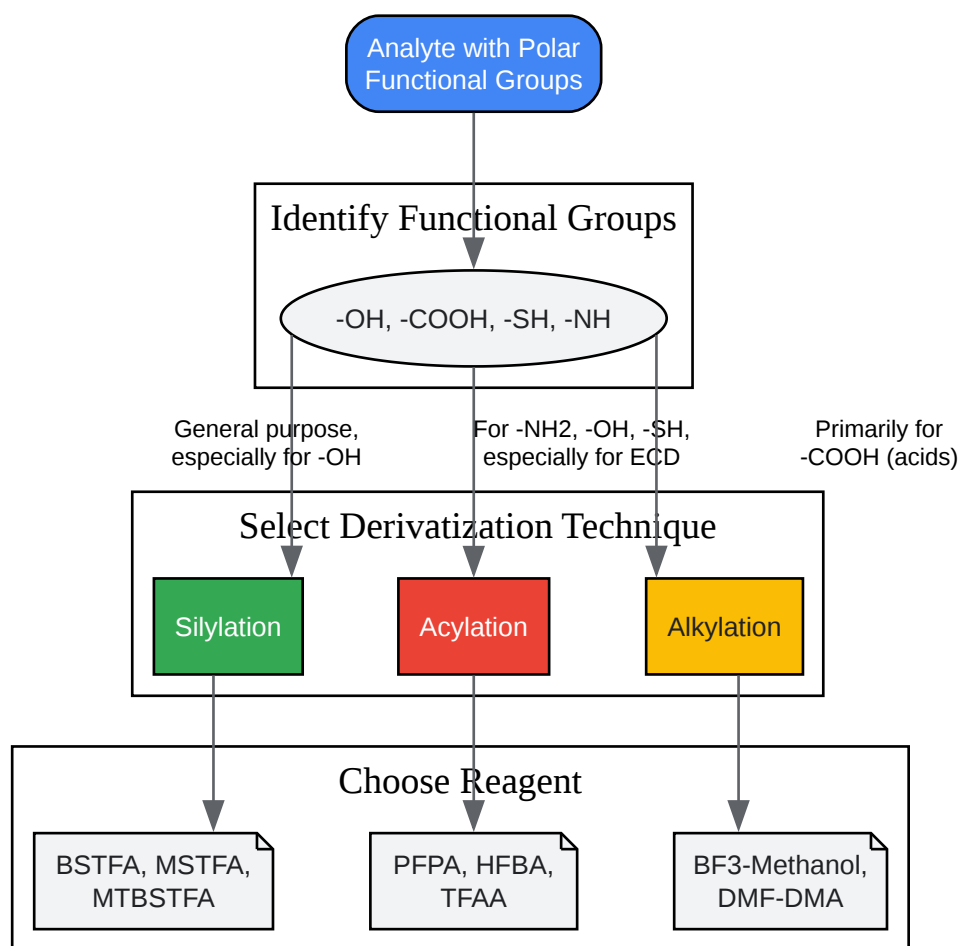 Analyte with Polar
Functional Groups
Identify Functional Groups
-OH, -COOH, -SH, -NH
General purpose,
especially for -OH
For -NH2, -OH, -SH,
especially for ECD
Primarily for
-COOH (acids)
Select Derivatization Technique
Silylation
Acylation
Alkylation
Choose Reagent
BSTFA, MSTFA,
MTBSTFA
PFPA, HFBA,
TFAA
BF3-Methanol,
DMF-DMA